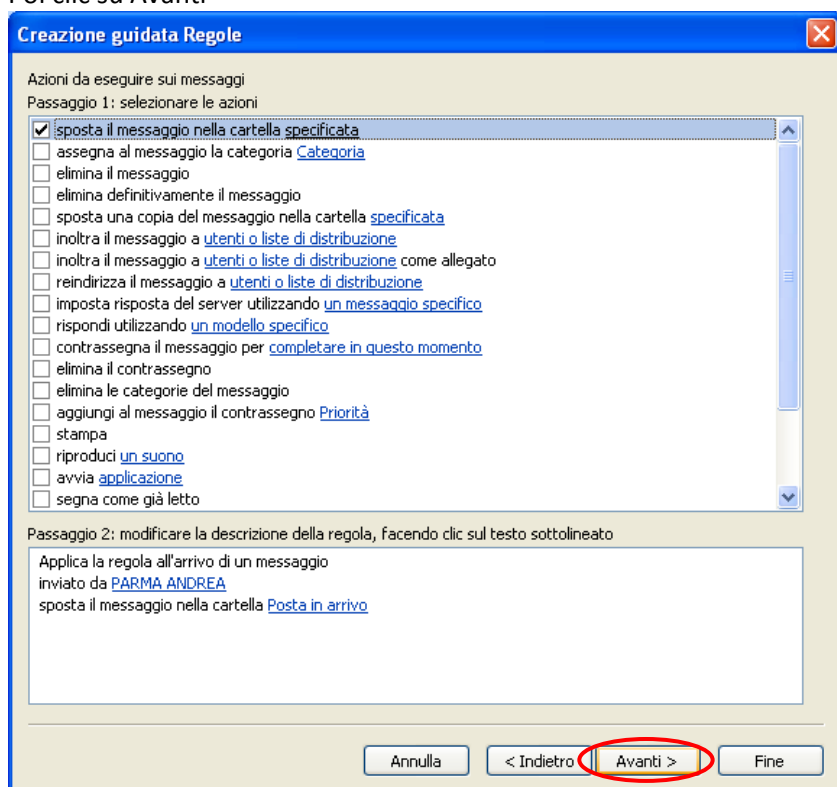 Poi clic su Avanti
Creazione guidata Regole
Azioni da eseguire sui messaggi
Passaggio 1: selezionare le azioni
sposta il messaggio nella cartella specificata
assegna al messaggio la categoria Categoria
elimina il messaggio
elimina definitivamente il messaggio
sposta una copia del messaggio nella cartella specificata
inoltra il messaggio a utenti o liste di distribuzione
inoltra il messaggio a utenti o liste di distribuzione come allegato
reindirizza il messaggio a utenti o liste di distribuzione
imposta risposta del server utilizzando un messaggio specifico
rispondi utilizzando un modello specifico
contrassegna il messaggio per completare in questo momento
elimina il contrassegno
elimina le categorie del messaggio
aggiungi al messaggio il contrassegno Priorità
stampa
riproduci un suono
avvia applicazione
segna come già letto
Passaggio 2: modificare la descrizione della regola, facendo clic sul testo sottolineato
Applica la regola all'arrivo di un messaggio
inviato da PARMA ANDREA
sposta il messaggio nella cartella Posta in arrivo
Annulla < Indietro Avanti > Fine